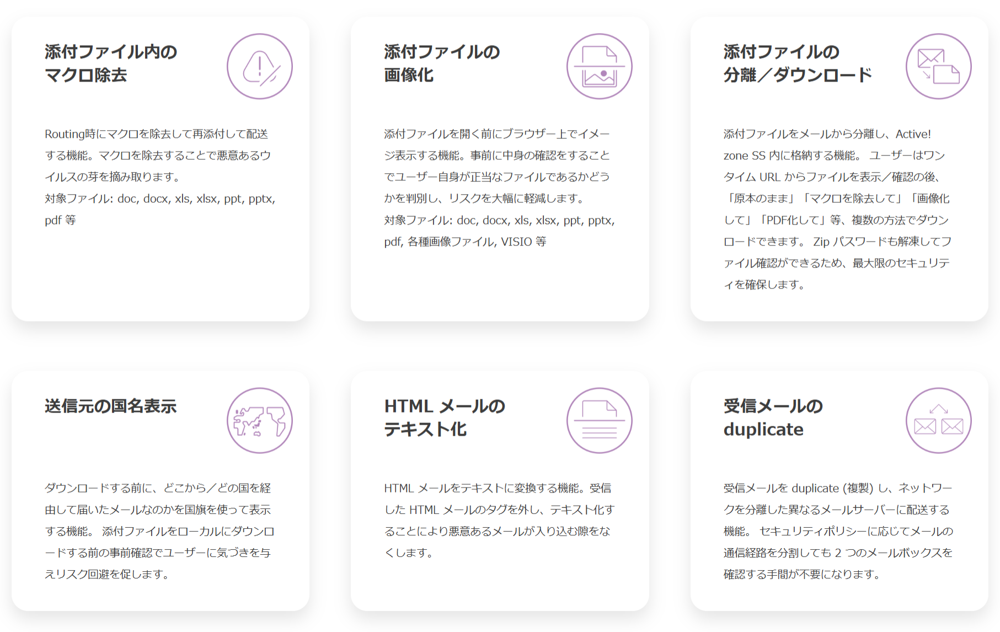 添付ファイル内の
マクロ除去
Routing時にマクロを除去して再添付して配送
する機能。マクロを除去することで悪意あるウ
イルスの芽を摘み取ります。
対象ファイル: doc, docx, xls, xlsx, ppt, pptx,
pdf 等
添付ファイルの
画像化
添付ファイルを開く前にブラウザー上でイメー
ジ表示する機能。事前に中身の確認をすること
でユーザー自身が正当なファイルであるかどう
かを判別し、リスクを大幅に軽減します。
対象ファイル: doc, docx, xls, xlsx, ppt, pptx,
pdf, 各種画像ファイル, VISIO 等
添付ファイルの
分離／ダウンロード
添付ファイルをメールから分離し、Active!
zone SS 内に格納する機能。 ユーザーはワン
タイム URL からファイルを表示／確認の後、
「原本のまま」「マクロを除去して」「画像化
して」「PDF化して」等、複数の方法でダウン
ロードできます。 Zip パスワードも解凍してフ
ァイル確認ができるため、最大限のセキュリテ
ィを確保します。
送信元の国名表示
ダウンロードする前に、どこから／どの国を経
由して届いたメールなのかを国旗を使って表示
する機能。 添付ファイルをローカルにダウンロ
ードする前の事前確認でユーザーに気づきを与
えリスク回避を促します。
HTML メールの
テキスト化
HTML メールをテキストに変換する機能。受信
した HTML メールのタグを外し、テキスト化す
ることにより悪意あるメールが入り込む隙をな
くします。
受信メールの
duplicate
受信メールを duplicate (複製) し、ネットワー
クを分離した異なるメールサーバーに配送する
機能。 セキュリティポリシーに応じてメールの
通信経路を分割しても 2 つのメールボックスを
確認する手間が不要になります。